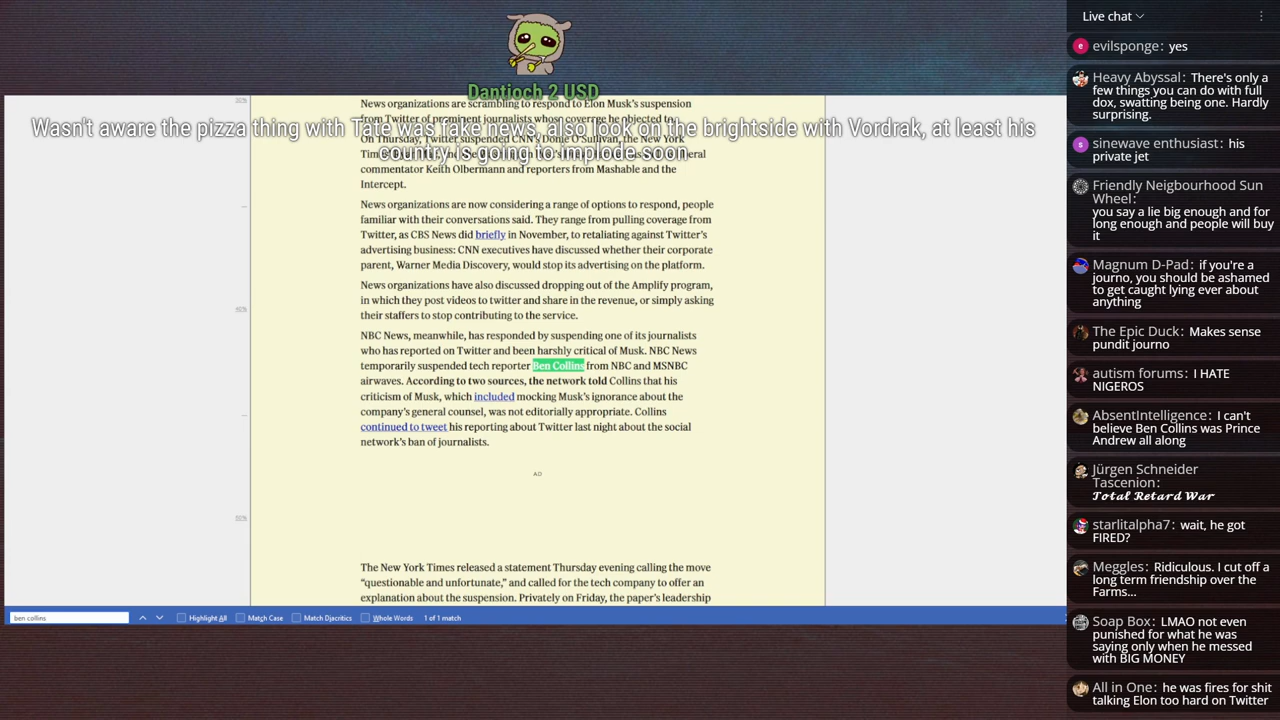 Dantioch 2 USD
Wasn't aware the pizza thing with Tate was fake news, also look on the brightside with Vordrak, at least his
country is going to implode soon
News organizations are scrambling to respond to Elon Musk's suspension
from Twitter of prominent journalists whose coverage he objected to.
On Thursday, Twitter suspended CNN's Donie O'Sullivan, the New York
commentator Keith Olbermann and reporters from Mashable and the
Intercept.
News organizations are now considering a range of options to respond, people
familiar with their conversations said. They range from pulling coverage from
Twitter, as CBS News did briefly in November, to retaliating against Twitter's
advertising business: CNN executives have discussed whether their corporate
parent, Warner Media Discovery, would stop its advertising on the platform.
News organizations have also discussed dropping out of the Amplify program,
in which they post videos to twitter and share in the revenue, or simply asking
their staffers to stop contributing to the service.
NBC News, meanwhile, has responded by suspending one of its journalists
who has reported on Twitter and been harshly critical of Musk. NBC News
temporarily suspended tech reporter Ben Collins from NBC and MSNBC
airwaves. According to two sources, the network told Collins that his
criticism of Musk, which included mocking Musk's ignorance about the
company's general counsel, was not editorially appropriate. Collins
continued to tweet his reporting about Twitter last night about the social
network's ban of journalists.
AD
The New York Times released a statement Thursday evening calling the move
"questionable and unfortunate," and called for the tech company to offer an
explanation about the suspension. Privately on Friday, the paper's leadership
ben collins
Highlight All
Match Case
Match Diacritics
Whole Words
1 of 1 match
Live chat
evilsponge: yes
Heavy Abyssal: There's only a
few things you can do with full
dox, swatting being one. Hardly
surprising.
sinewave enthusiast: his
private jet
Friendly Neigbourhood Sun
Wheel:
you say a lie big enough and for
long enough and people will buy
it
Magnum D-Pad: if you're a
journo, you should be ashamed
to get caught lying ever about
anything
The Epic Duck: Makes sense
pundit journo
autism forums: I HATE
NIGEROS
AbsentIntelligence: I can't
believe Ben Collins was Prince
Andrew all along
Jürgen Schneider
Tascenion:
Total Retard War
starlitalpha7: wait, he got
FIRED?
Meggles: Ridiculous. I cut off a
long term friendship over the
Farms...
Soap Box: LMAO not even
punished for what he was
saying only when he messed
with BIG MONEY
All in One: he was fires for shit
talking Elon too hard on Twitter